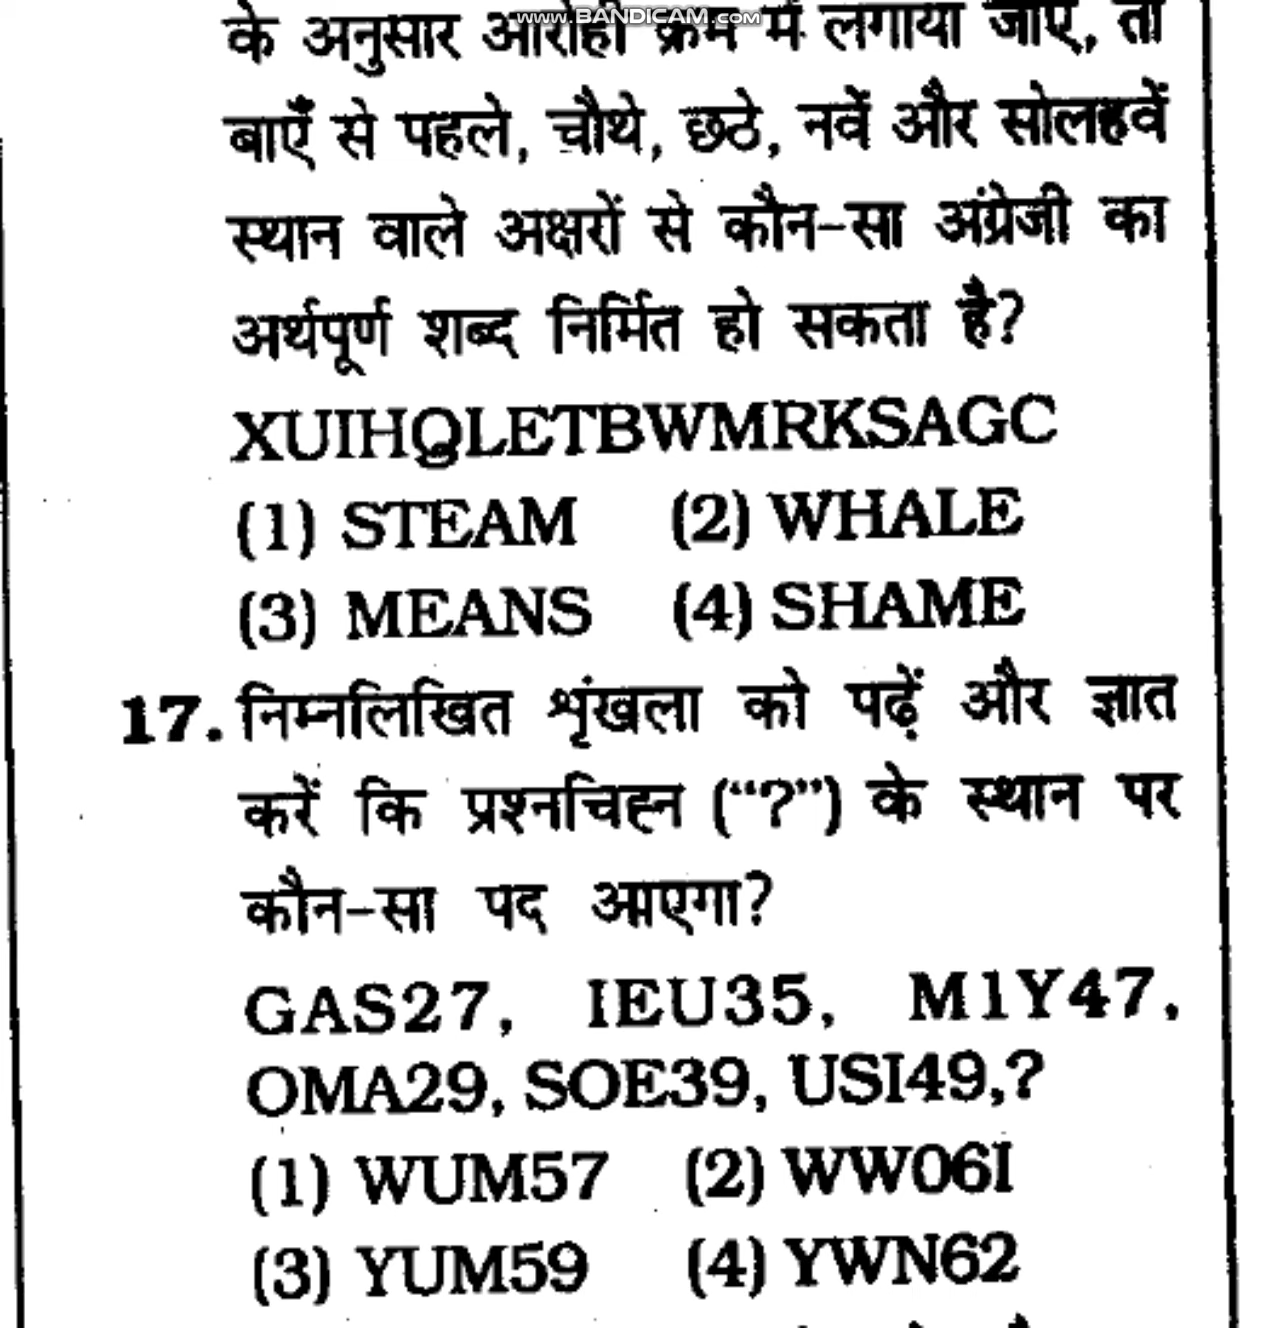 www.BANDICAM.com
के अनुसार आरोही क्रम में लगाया जाए, तो
बाएँ से पहले, चौथे, छठे, नवें और सोलहवें
स्थान वाले अक्षरों से कौन-सा अंग्रेजी का
अर्थपूर्ण शब्द निर्मित हो सकता है?
XUIHQLETBWMRKSAGC
(1) STEAM (2) WHALE
(3) MEANS (4) SHAME
17. निम्नलिखित शृंखला को पढ़ें और ज्ञात
करें कि प्रश्नचिह्न (“?”) के स्थान पर
कौन-सा पद आएगा?
GAS27, IEU35, M1Y47,
OMA29, SOE39, USI49,?
(1) WUM57 (2) WWO6I
(3) YUM59 (4) YWN62